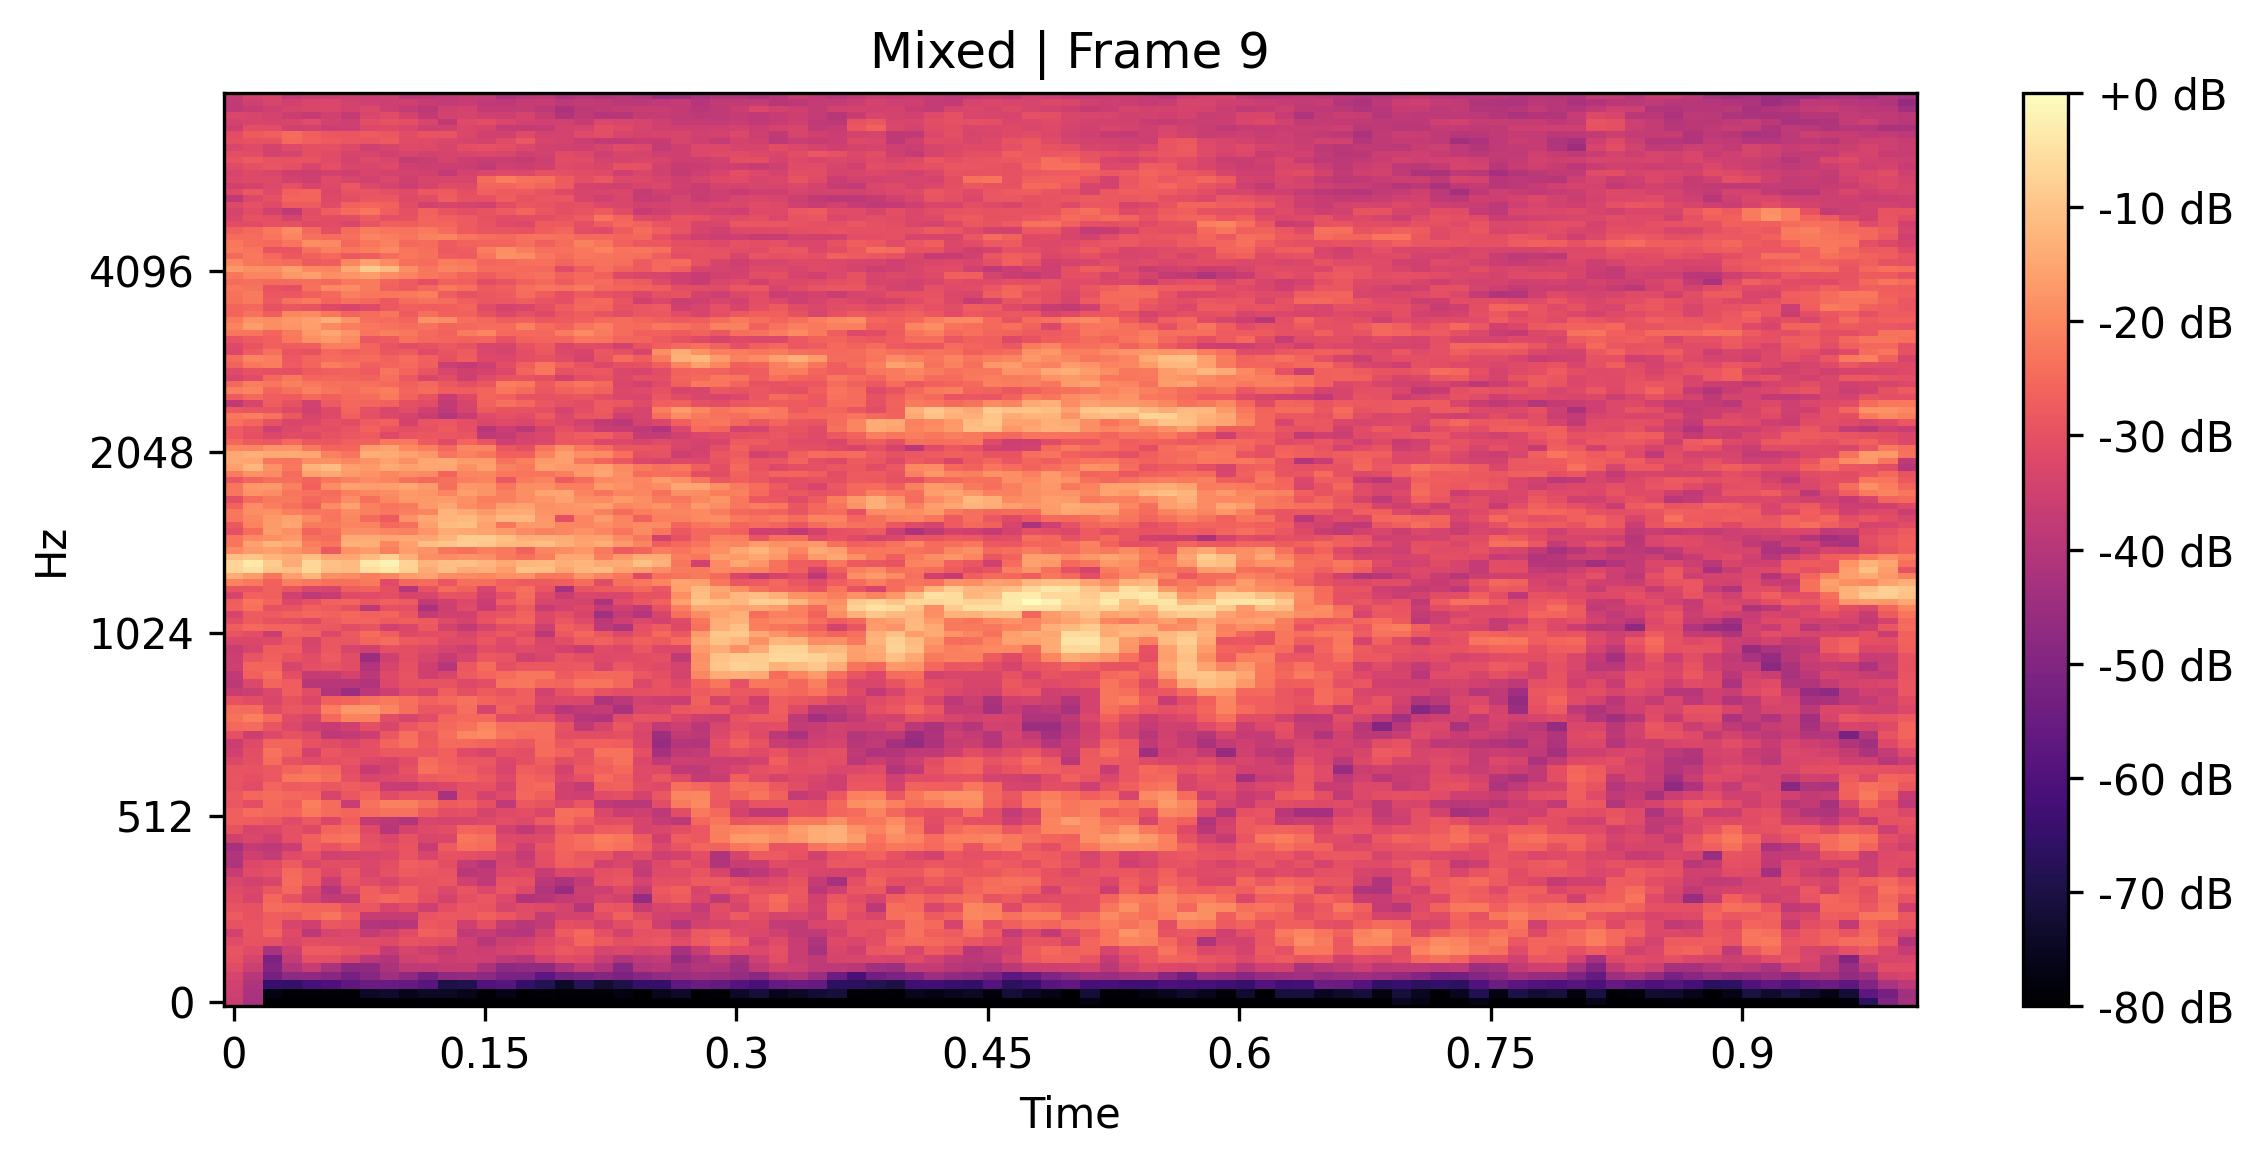 Mixed | Frame 9
Hz
4096
2048
1024
512
0
0 0.15 0.3 0.45 0.6 0.75 0.9
Time
+0 dB
-10 dB
-20 dB
-30 dB
-40 dB
-50 dB
-60 dB
-70 dB
-80 dB